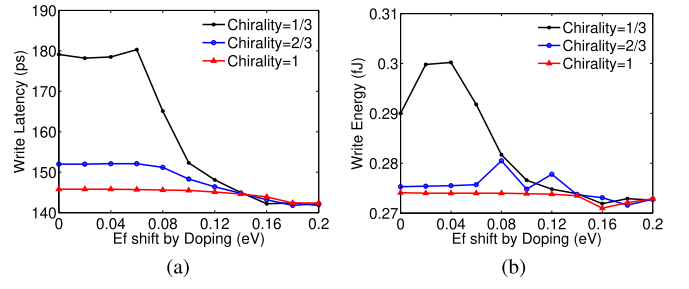 190
180
170
160
150
140
Write Latency (ps)
0 0.04 0.08 0.12 0.16 0.2
Ef shift by Doping (eV)
Chirality=1/3
Chirality=2/3
Chirality=1
(a)
0.31
0.3
0.29
0.28
0.27
Write Energy (fJ)
0 0.04 0.08 0.12 0.16 0.2
Ef shift by Doping (eV)
Chirality=1/3
Chirality=2/3
Chirality=1
(b)